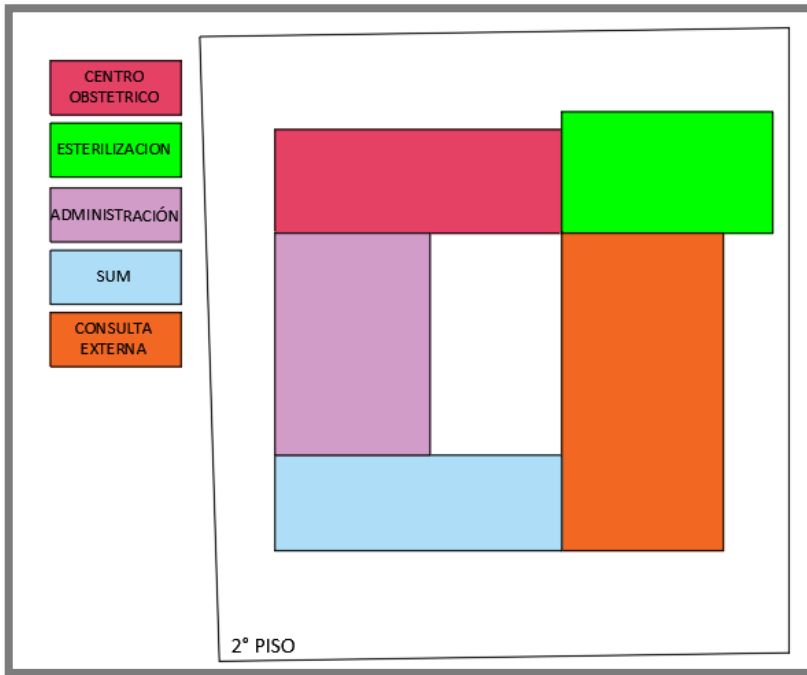 CENTRO
OBSTETRICO
ESTERILIZACION
ADMINISTRACIÓN
SUM
CONSULTA
EXTERNA
2° PISO